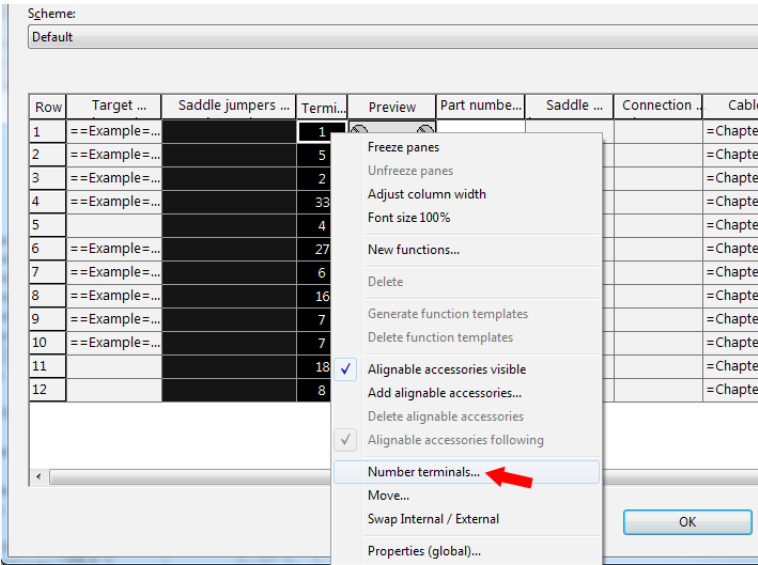 Scheme:
Default
Row Target ... Saddle jumpers ... Termi... Preview Part numbe... Saddle ... Connection .. Cabl
1 ==Example=... 1 =Chapte
2 ==Example=... 5 =Chapte
3 ==Example=... 2 =Chapte
4 ==Example=... 33 =Chapte
5 4 =Chapte
6 ==Example=... 27 =Chapte
7 ==Example=... 6 =Chapte
8 ==Example=... 16 =Chapte
9 ==Example=... 7 =Chapte
10 ==Example=... 7 =Chapte
11 18 =Chapte
12 8 =Chapte
Freeze panes
Unfreeze panes
Adjust column width
Font size 100%
New functions...
Delete
Generate function templates
Delete function templates
Alignable accessories visible
Add alignable accessories...
Delete alignable accessories
Alignable accessories following
Number terminals...
Move...
Swap Internal / External
Properties (global)...
OK